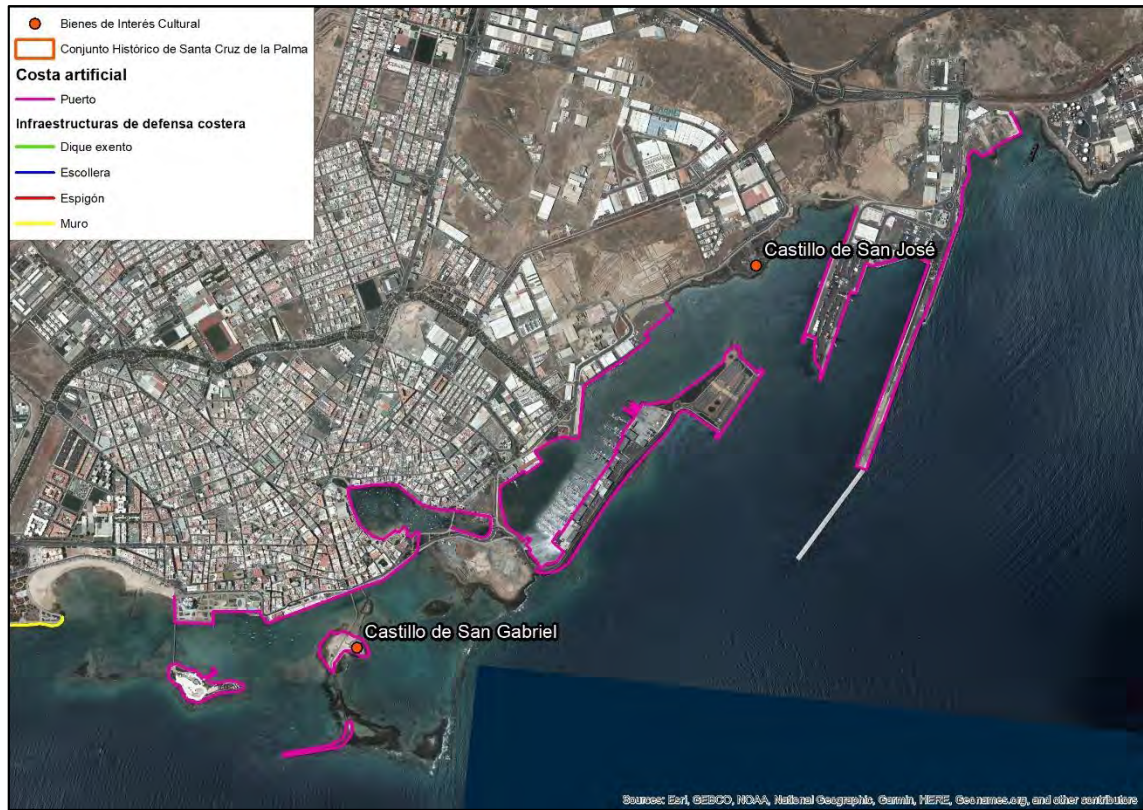 Bienes de Interés Cultural
Conjunto Histórico de Santa Cruz de la Palma
Costa artificial
Puerto
Infraestructuras de defensa costera
Dique exento
Escollera
Espigón
Muro
Castillo de San José
Castillo de San Gabriel
Sources: Esri, GEBCO, NOAA, National Geographic, Garmin, HERE, Geonames.org, and other contributors